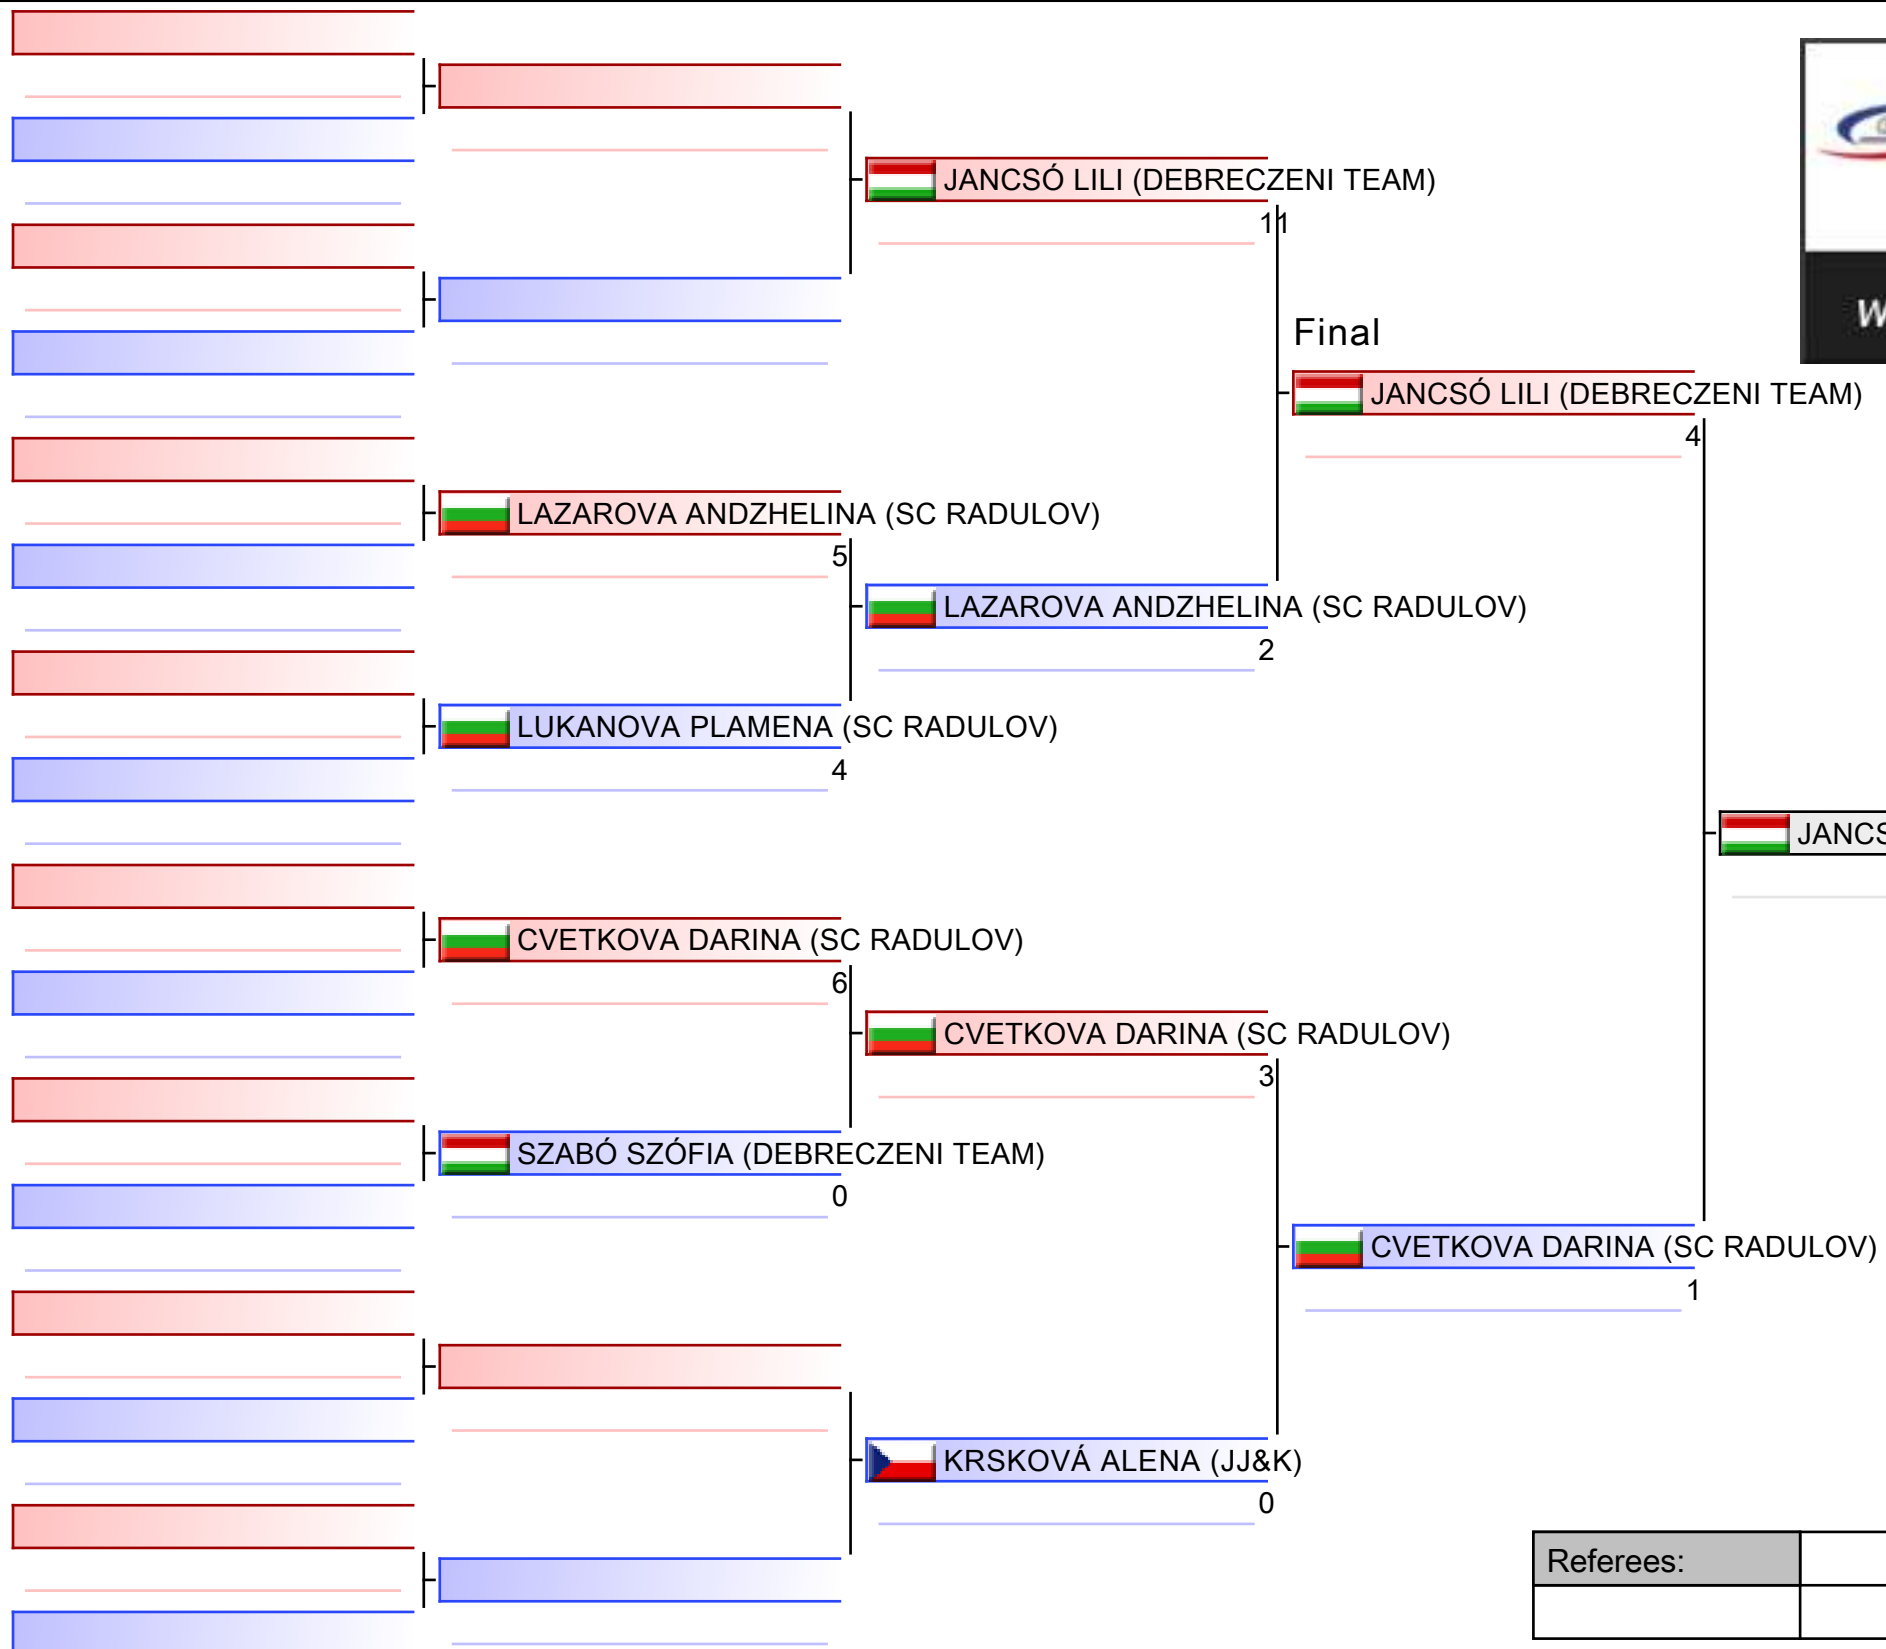 JANCSÓ LILI (DEBRECZENI TEAM)
11
Final
JANCSÓ LILI (DEBRECZENI TEAM)
4
LAZAROVA ANDZHELINA (SC RADULOV)
5
LAZAROVA ANDZHELINA (SC RADULOV)
2
LUKANOVA PLAMENA (SC RADULOV)
4
JANCS
CVETKOVA DARINA (SC RADULOV)
6
CVETKOVA DARINA (SC RADULOV)
3
SZABÓ SZÓFIA (DEBRECZENI TEAM)
0
CVETKOVA DARINA (SC RADULOV)
1
KRSKOVÁ ALENA (JJ&K)
0
Referees: